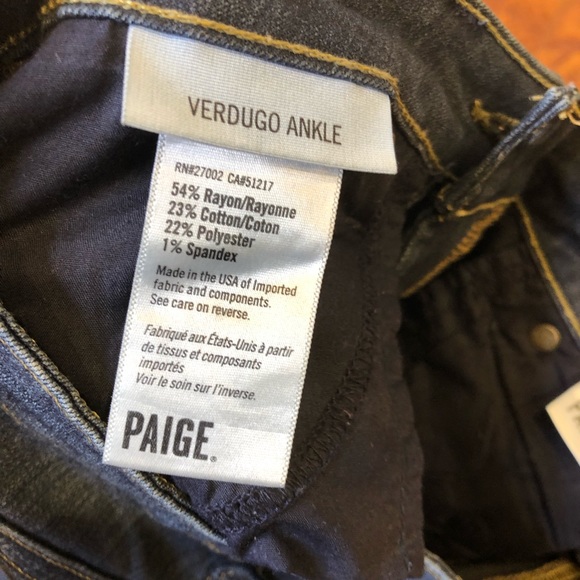 VERDUGO ANKLE
RN#27002 CA#51217
54% Rayon/Rayonne
23% Cotton/Coton
22% Polyester
1% Spandex
Made in the USA of Imported
fabric and components.
See care on reverse.
Fabriqué aux États-Unis à partir
de tissus et composants
importés
Voir le soin sur l'inverse.
PAIGE®